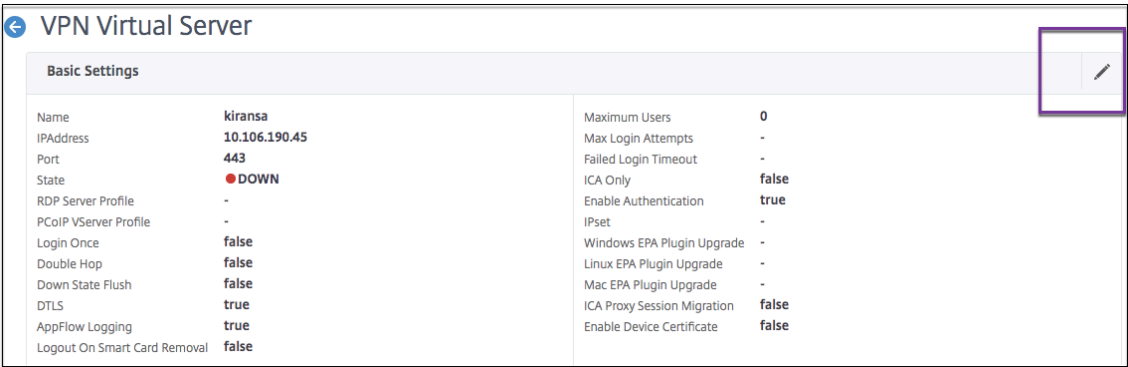 VPN Virtual Server
Basic Settings
Name kiransa
IPAddress 10.106.190.45
Port 443
State DOWN
RDP Server Profile -
PCoIP VServer Profile -
Login Once false
Double Hop false
Down State Flush false
DTLS true
AppFlow Logging true
Logout On Smart Card Removal false
Maximum Users 0
Max Login Attempts -
Failed Login Timeout -
ICA Only false
Enable Authentication true
IPset -
Windows EPA Plugin Upgrade -
Linux EPA Plugin Upgrade -
Mac EPA Plugin Upgrade -
ICA Proxy Session Migration false
Enable Device Certificate false